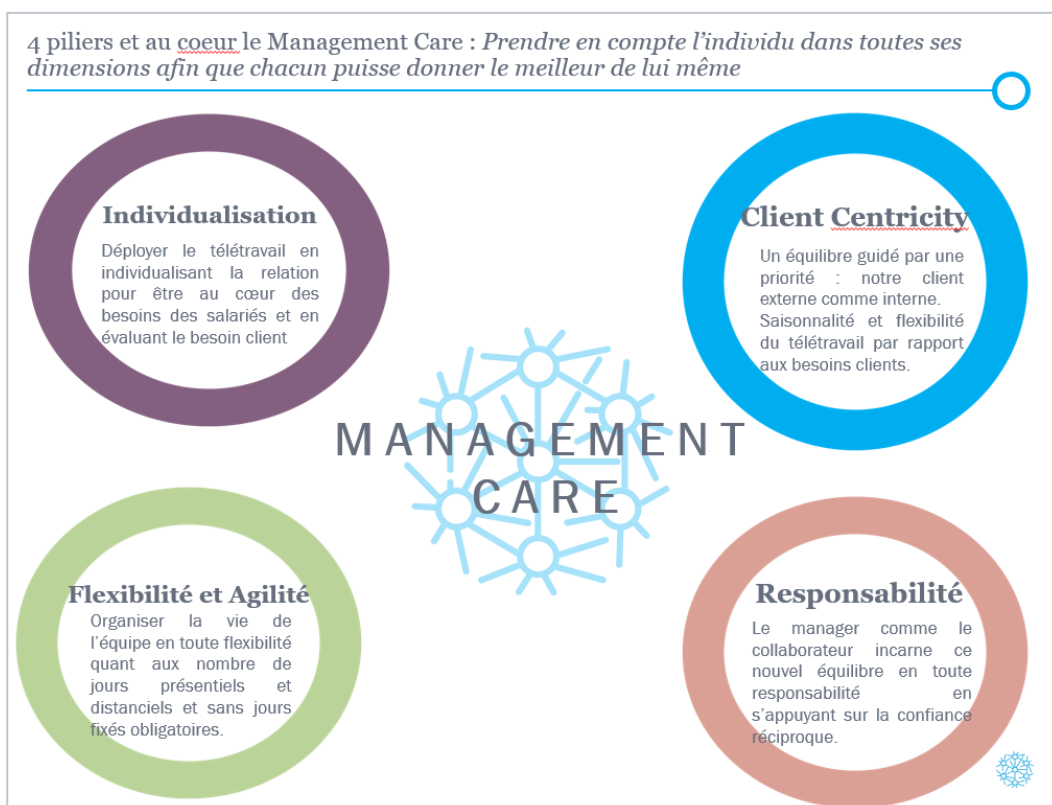 4 piliers et au coeur le Management Care : Prendre en compte l'individu dans toutes ses
dimensions afin que chacun puisse donner le meilleur de lui même
Individualisation
Déployer le télétravail en
individualisant la relation
pour être au cœur des
besoins des salariés et en
évaluant le besoin client
Client Centricity
Un équilibre guidé par une
priorité : notre client
externe comme interne.
Saisonnalité et flexibilité
du télétravail par rapport
aux besoins clients.
MANAGEMENT
CARE
Flexibilité et Agilité
Organiser la vie de
l'équipe en toute flexibilité
quant aux nombre de
jours présentiels et
distanciels et sans jours
fixés obligatoires.
Responsabilité
Le manager comme le
collaborateur incarne ce
nouvel équilibre en toute
responsabilité en
s'appuyant sur la confiance
réciproque.